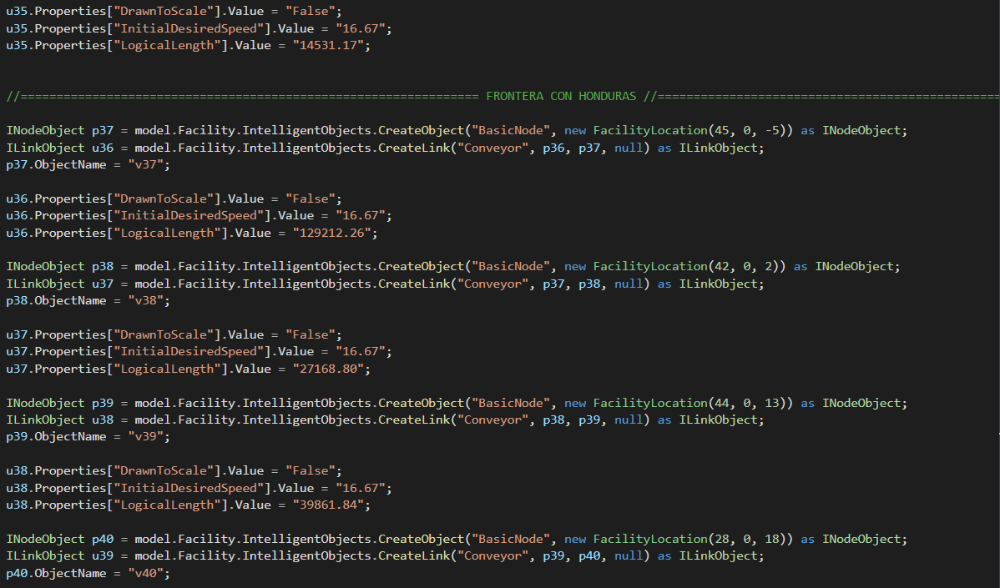 u35.Properties["DrawnToScale"].Value = "False";
u35.Properties["InitialDesiredSpeed"].Value = "16.67";
u35.Properties["LogicalLength"].Value = "14531.17";
//================================================================ FRONTERA CON HONDURAS //================================================
INodeObject p37 = model.Facility.IntelligentObjects.CreateObject("BasicNode", new FacilityLocation(45, 0, -5)) as INodeObject;
ILinkObject u36 = model.Facility.IntelligentObjects.CreateLink("Conveyor", p36, p37, null) as ILinkObject;
p37.ObjectName = "v37";
u36.Properties["DrawnToScale"].Value = "False";
u36.Properties["InitialDesiredSpeed"].Value = "16.67";
u36.Properties["LogicalLength"].Value = "129212.26";
INodeObject p38 = model.Facility.IntelligentObjects.CreateObject("BasicNode", new FacilityLocation(42, 0, 2)) as INodeObject;
ILinkObject u37 = model.Facility.IntelligentObjects.CreateLink("Conveyor", p37, p38, null) as ILinkObject;
p38.ObjectName = "v38";
u37.Properties["DrawnToScale"].Value = "False";
u37.Properties["InitialDesiredSpeed"].Value = "16.67";
u37.Properties["LogicalLength"].Value = "27168.80";
INodeObject p39 = model.Facility.IntelligentObjects.CreateObject("BasicNode", new FacilityLocation(44, 0, 13)) as INodeObject;
ILinkObject u38 = model.Facility.IntelligentObjects.CreateLink("Conveyor", p38, p39, null) as ILinkObject;
p39.ObjectName = "v39";
u38.Properties["DrawnToScale"].Value = "False";
u38.Properties["InitialDesiredSpeed"].Value = "16.67";
u38.Properties["LogicalLength"].Value = "39861.84";
INodeObject p40 = model.Facility.IntelligentObjects.CreateObject("BasicNode", new FacilityLocation(28, 0, 18)) as INodeObject;
ILinkObject u39 = model.Facility.IntelligentObjects.CreateLink("Conveyor", p39, p40, null) as ILinkObject;
p40.ObjectName = "v40";